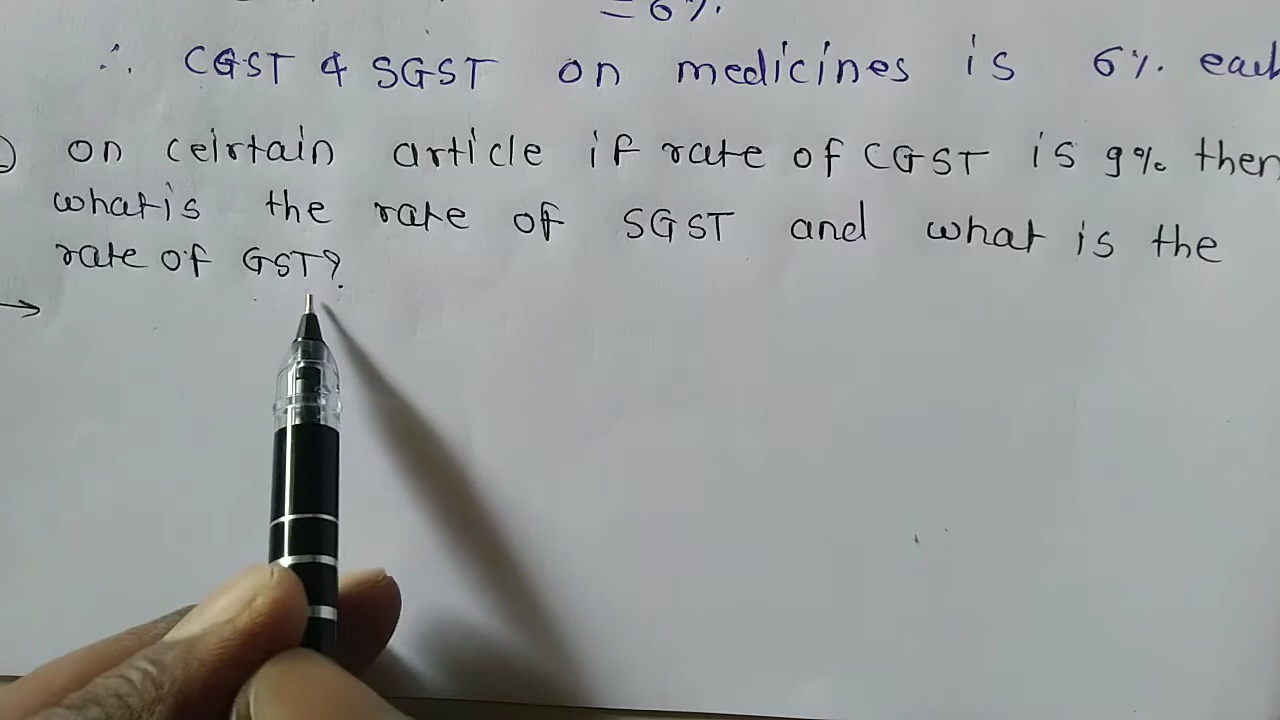 = 6%
∴ CGST & SGST on medicines is 6% each
on ceirtain article if rate of CGST is 9% then
what is the rate of SGST and what is the
rate of GST?
→